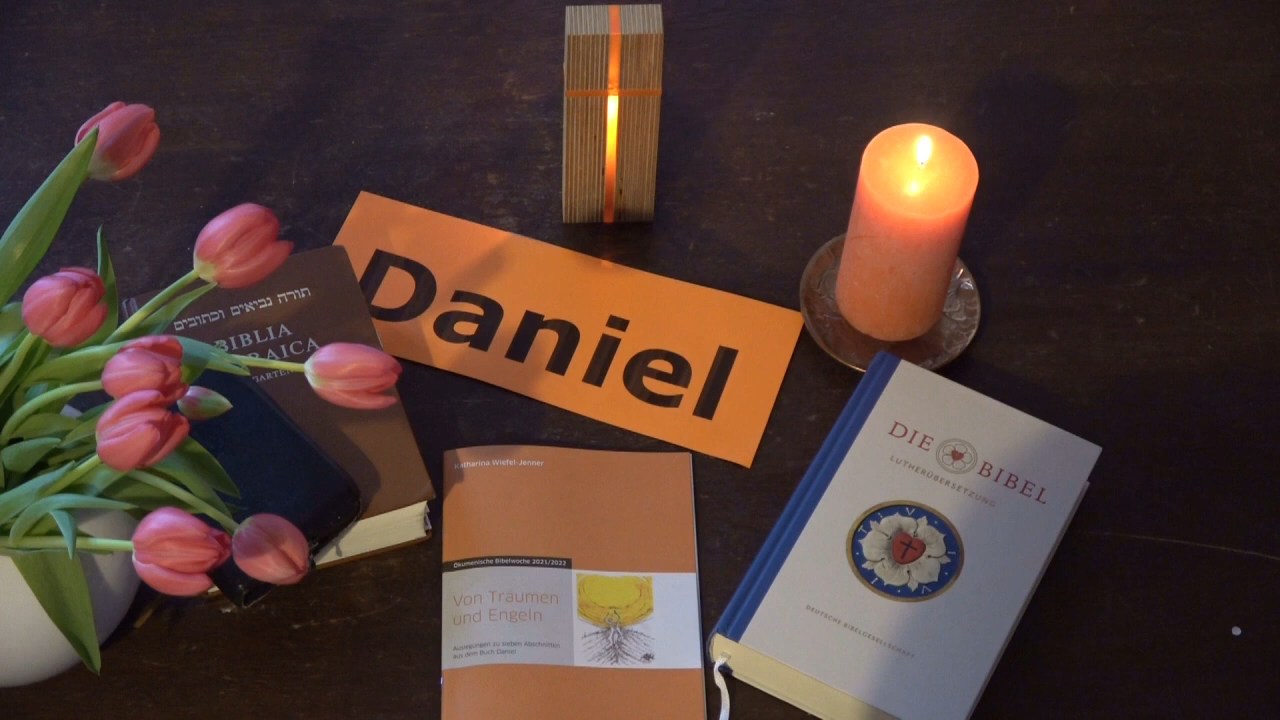 תורה נביאים וכתובים
BIBLIA
Daniel
Katharina Wiefel-Jenner
Ökumenische Bibelwoche 2021/2022
Von Träumen
und Engeln
Auslegungen zu sieben Abschnitten
aus dem Buch Daniel
DIE BIBEL
LUTHERÜBERSETZUNG
VIVIT
DEUTSCHE BIBELGESELLSCHAFT